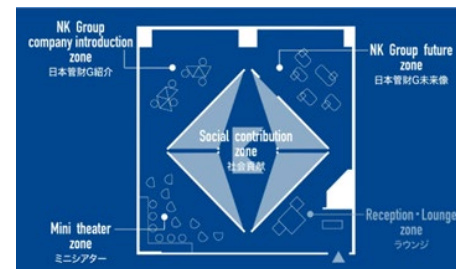 NK Group
company introduction
zone
日本管財G紹介
NK Group future
zone
日本管財G未来像
Social contribution
zone
社会貢献
Mini theater
zone
ミニシアター
Reception・Lounge
zone
ラウンジ